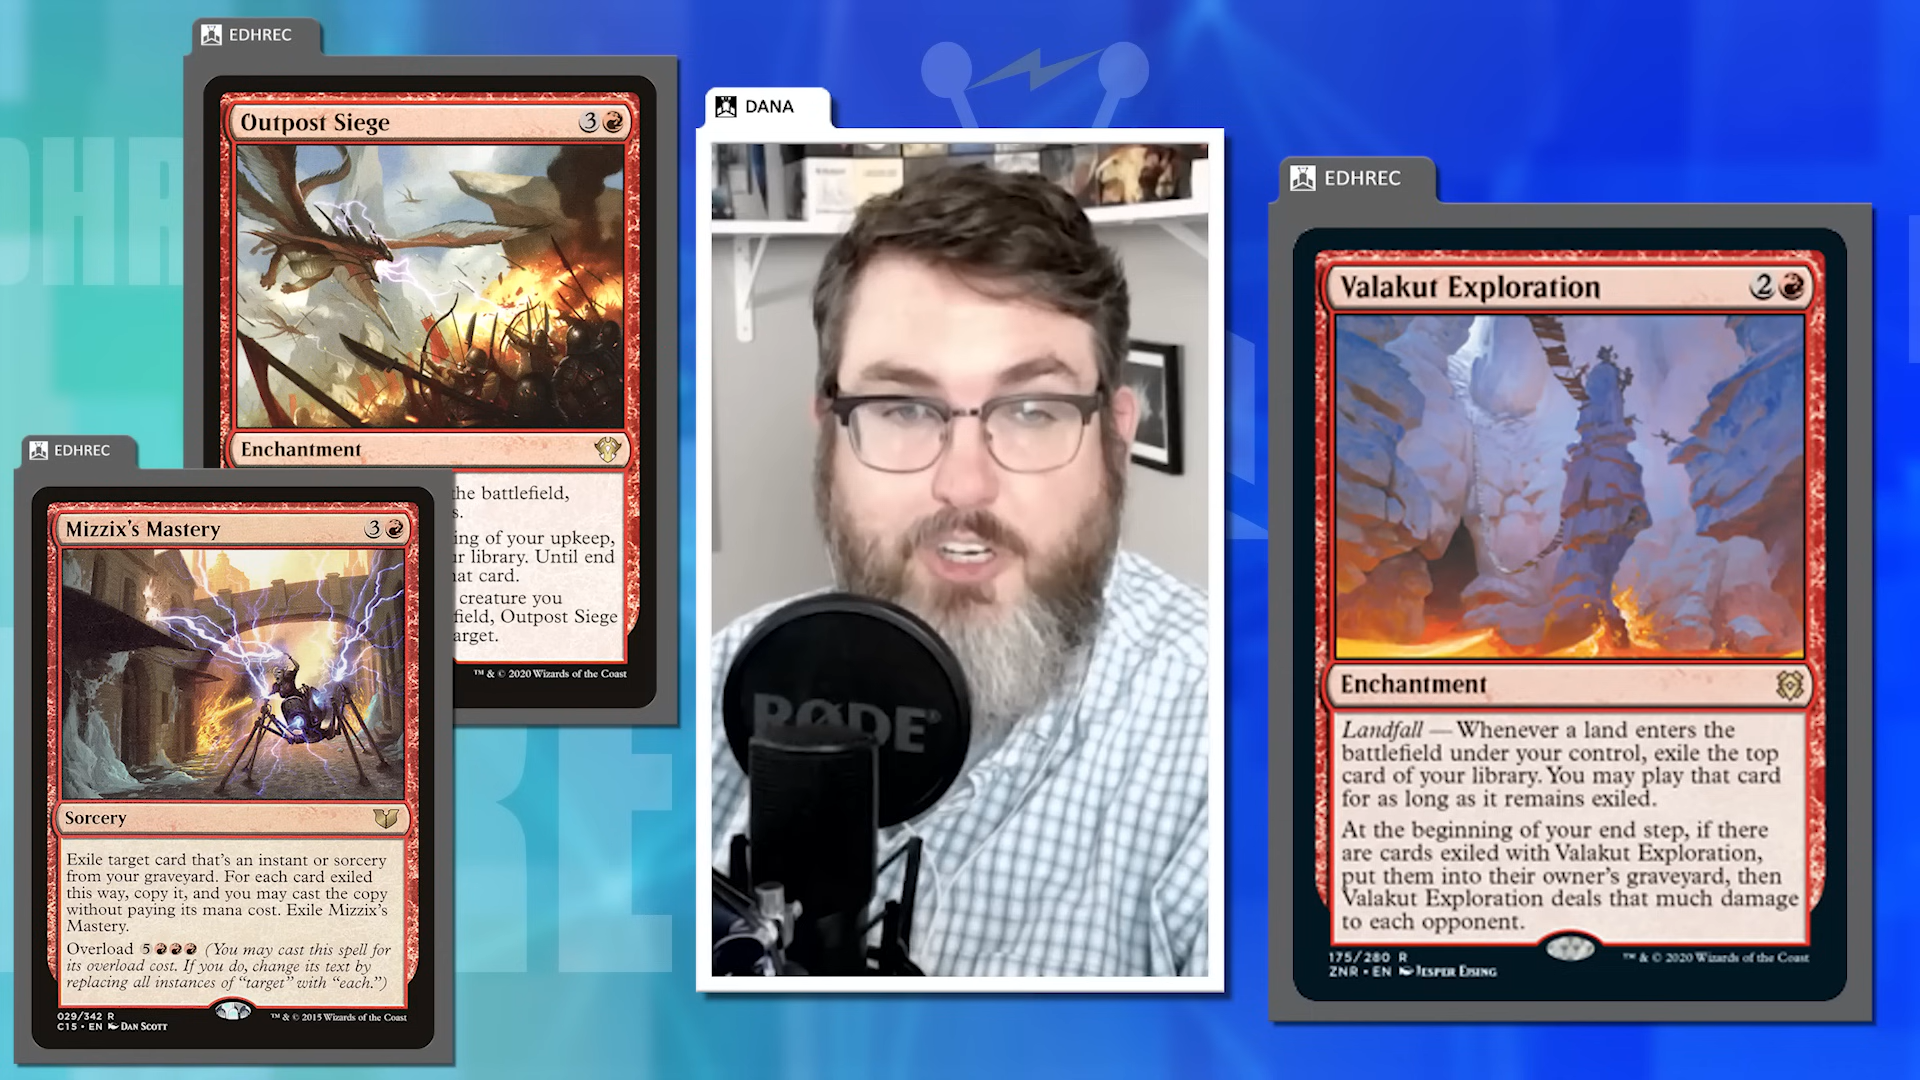 EDHREC
Outpost Siege 3
Enchantment
the battlefield,
s.
ing of your upkeep,
ur library. Until end
hat card.
creature you
field, Outpost Siege
arget.
™ & © 2020 Wizards of the Coast
EDHREC
Mizzix's Mastery 3
Sorcery
Exile target card that's an instant or sorcery
from your graveyard. For each card exiled
this way, copy it, and you may cast the copy
without paying its mana cost. Exile Mizzix's
Mastery.
Overload 5 (You may cast this spell for
its overload cost. If you do, change its text by
replacing all instances of “target” with “each.”)
029/342 R
C15 • EN DAN SCOTT
™ & © 2015 Wizards of the Coast
DANA
RØDE®
EDHREC
Valakut Exploration 2
Enchantment
Landfall — Whenever a land enters the
battlefield under your control, exile the top
card of your library. You may play that card
for as long as it remains exiled.
At the beginning of your end step, if there
are cards exiled with Valakut Exploration,
put them into their owner's graveyard, then
Valakut Exploration deals that much damage
to each opponent.
175/280 R
ZNR • EN JESPER EJSING
™ & © 2020 Wizards of the Coast